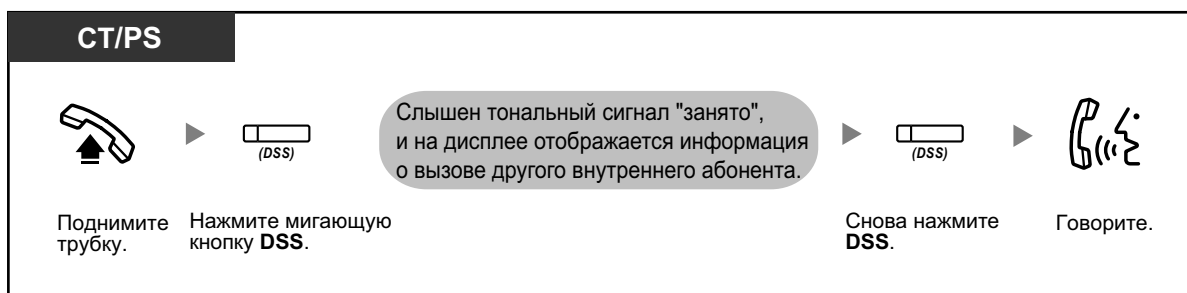 CT/PS
(DSS)
Слышен тональный сигнал "занято",
и на дисплее отображается информация
о вызове другого внутреннего абонента.
(DSS)
Поднимите
трубку.
Нажмите мигающую
кнопку DSS.
Снова нажмите
DSS.
Говорите.